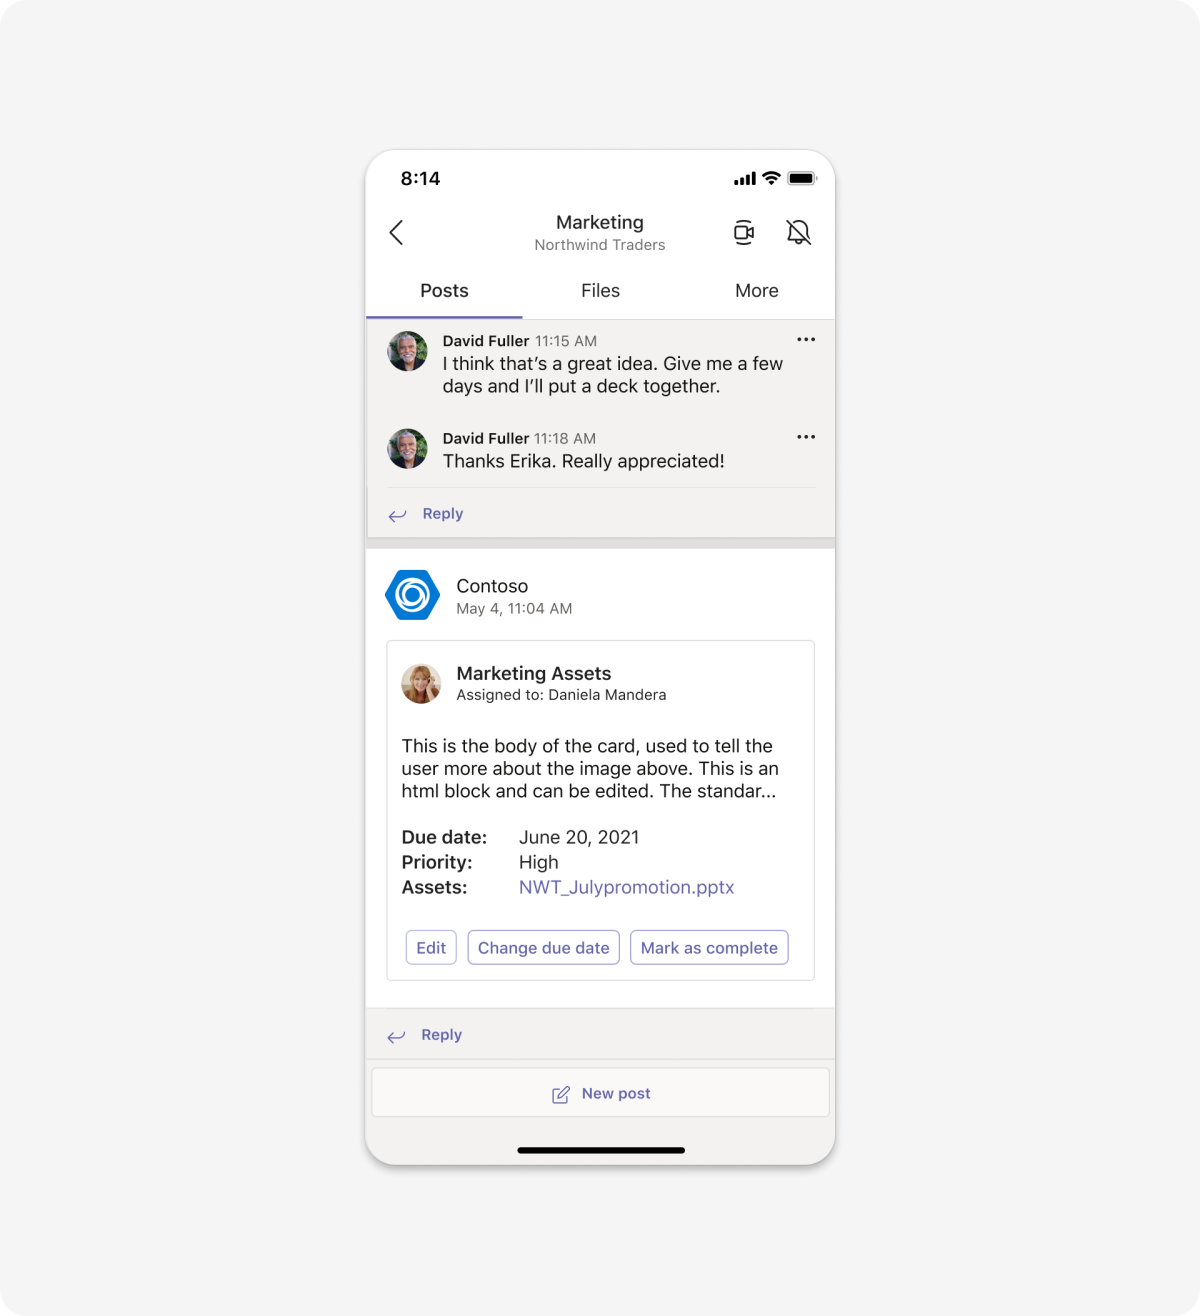 8:14
Marketing
Northwind Traders
Posts Files More
David Fuller 11:15 AM
I think that’s a great idea. Give me a few
days and I’ll put a deck together.
David Fuller 11:18 AM
Thanks Erika. Really appreciated!
Reply
Contoso
May 4, 11:04 AM
Marketing Assets
Assigned to: Daniela Mandera
This is the body of the card, used to tell the
user more about the image above. This is an
html block and can be edited. The standar...
Due date: June 20, 2021
Priority: High
Assets: NWT_Julypromotion.pptx
Edit Change due date Mark as complete
Reply
New post